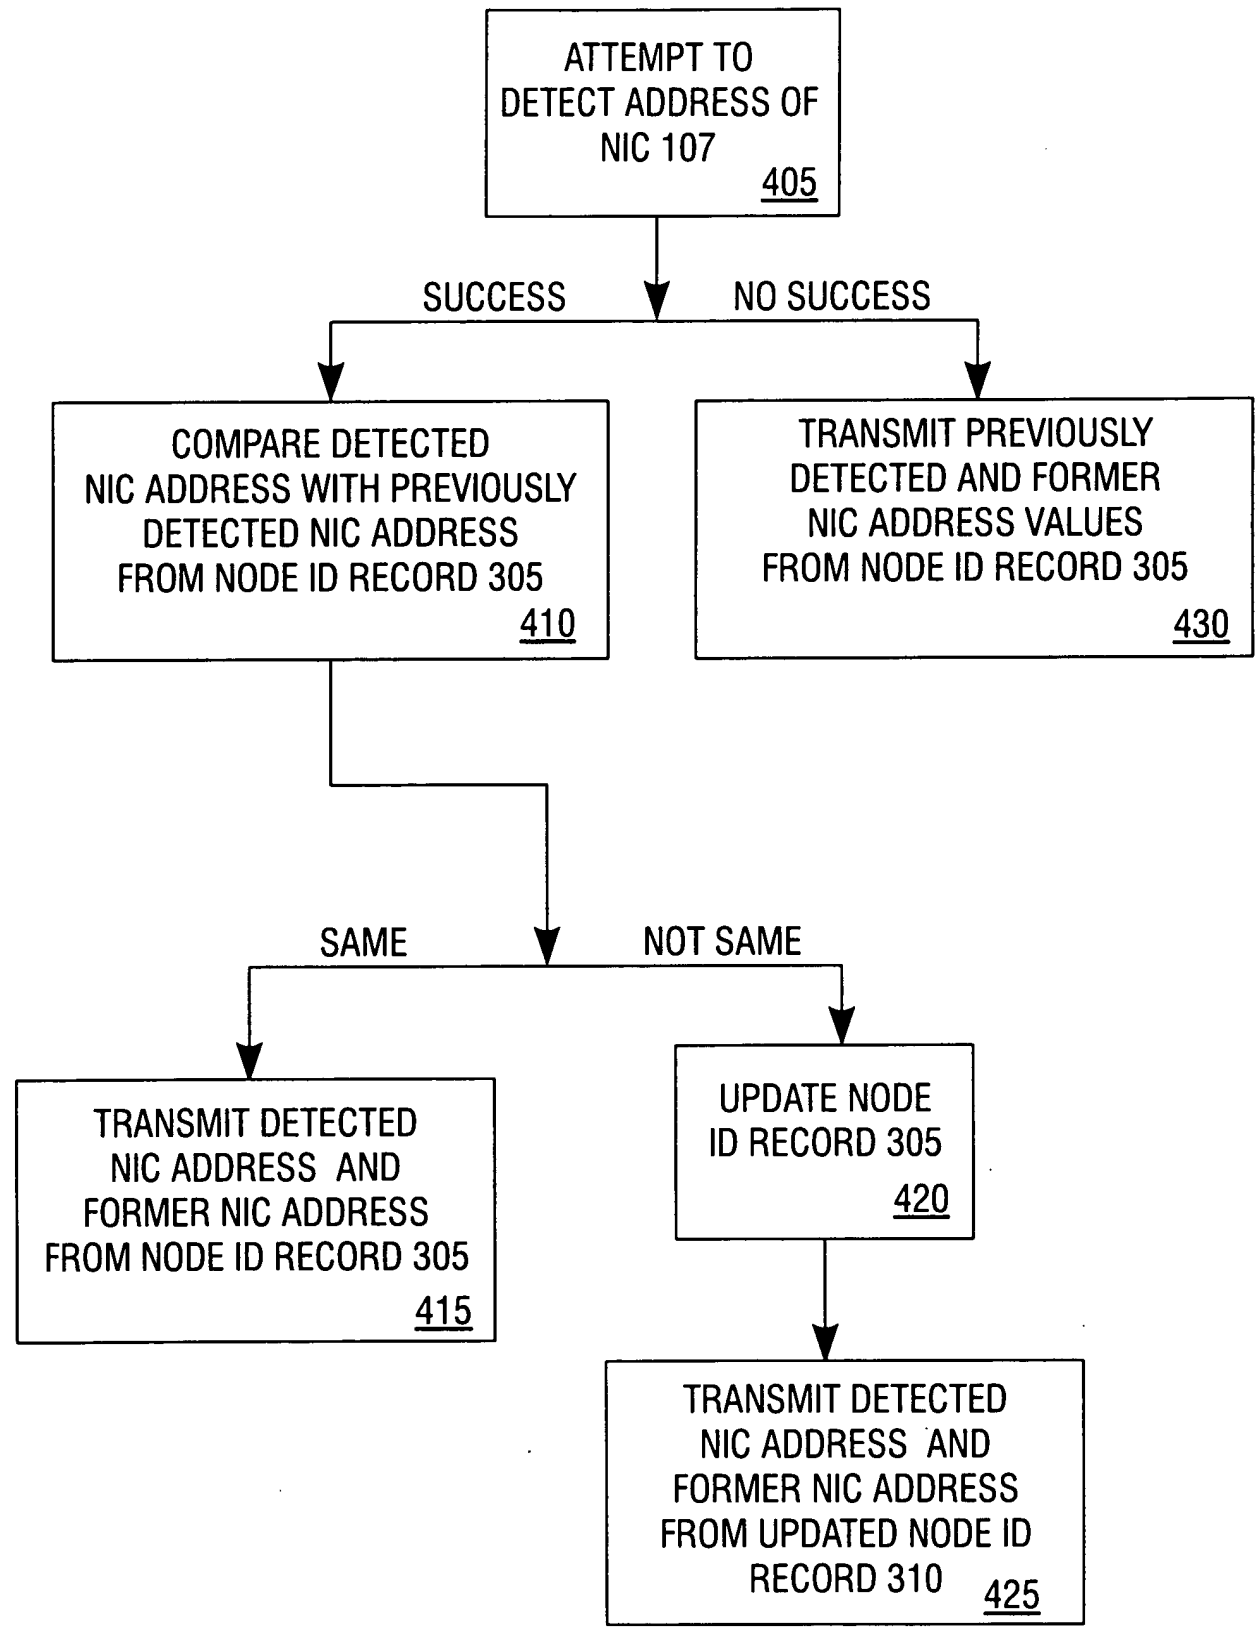 ATTEMPT TO
DETECT ADDRESS OF
NIC 107
405
SUCCESS
NO SUCCESS
COMPARE DETECTED
NIC ADDRESS WITH PREVIOUSLY
DETECTED NIC ADDRESS
FROM NODE ID RECORD 305
410
TRANSMIT PREVIOUSLY
DETECTED AND FORMER
NIC ADDRESS VALUES
FROM NODE ID RECORD 305
430
SAME
NOT SAME
TRANSMIT DETECTED
NIC ADDRESS AND
FORMER NIC ADDRESS
FROM NODE ID RECORD 305
415
UPDATE NODE
ID RECORD 305
420
TRANSMIT DETECTED
NIC ADDRESS AND
FORMER NIC ADDRESS
FROM UPDATED NODE ID
RECORD 310
425